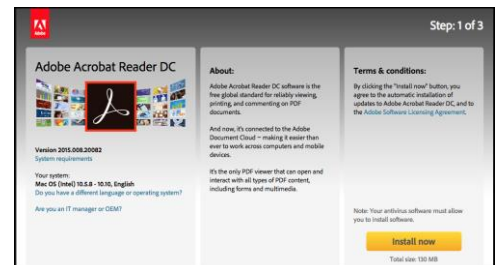 Adobe
Step: 1 of 3
Adobe Acrobat Reader DC
Version 2015.008.20082
System requirements
Your system:
Mac OS (Intel) 10.5.8 - 10.10, English
Do you have a different language or operating system?
Are you an IT manager or OEM?
About:
Adobe Acrobat Reader DC software is the
free global standard for reliably viewing,
printing, and commenting on PDF
documents.
And now, it's connected to the Adobe
Document Cloud − making it easier than
ever to work across computers and mobile
devices.
It's the only PDF viewer that can open and
interact with all types of PDF content,
including forms and multimedia.
Terms & conditions:
By clicking the "Install now" button, you
agree to the automatic installation of
updates to Adobe Acrobat Reader DC, and to
the Adobe Software Licensing Agreement.
Note: Your antivirus software must allow
you to install software.
Install now
Total size: 130 MB